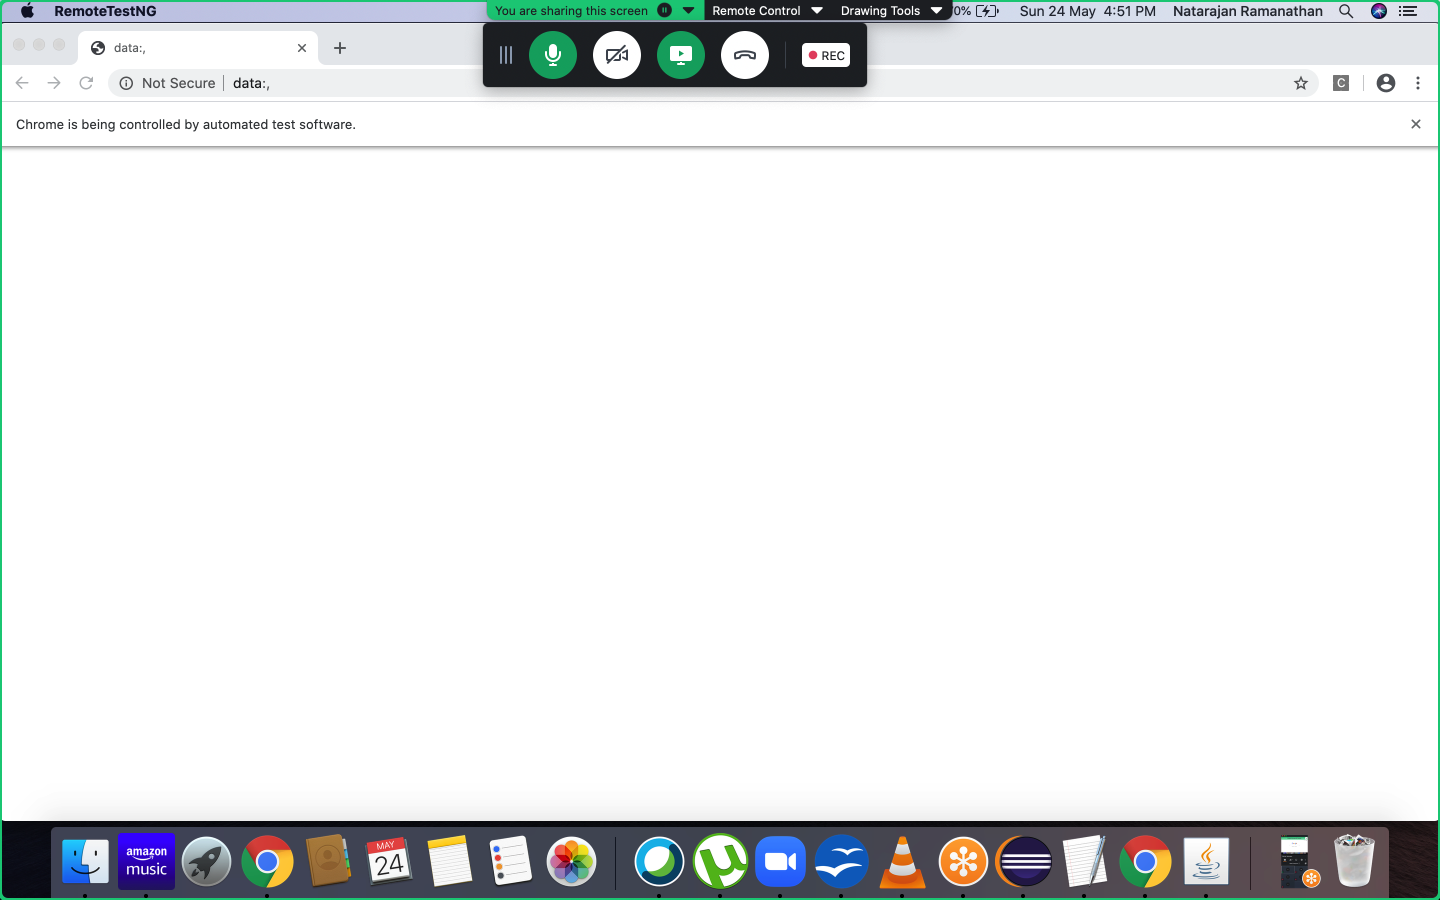 RemoteTestNG
You are sharing this screen
Remote Control
Drawing Tools
0%
Sun 24 May 4:51 PM
Natarajan Ramanathan
data:,
REC
Not Secure
data:,
C
Chrome is being controlled by automated test software.
amazon
music
MAY
24